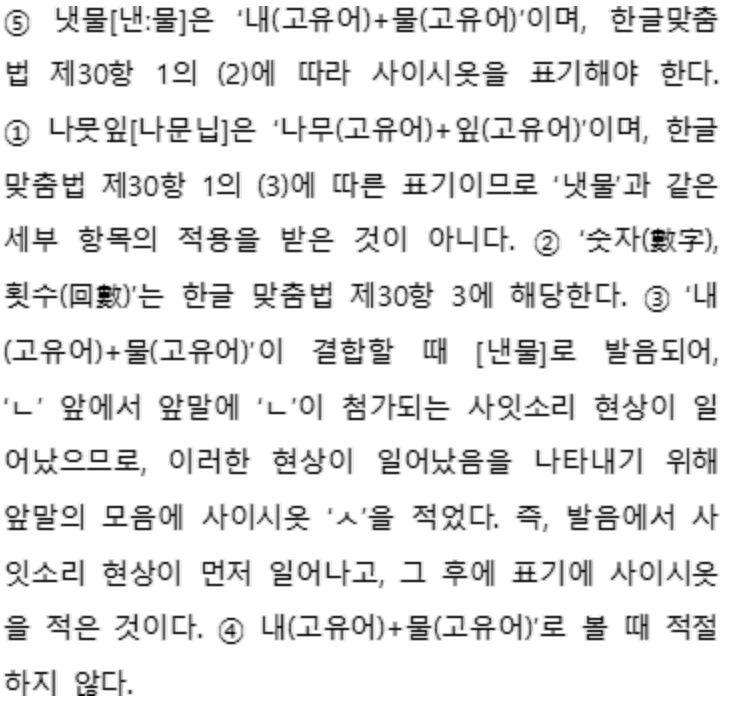 ⑤ 냇물[낸:물]은 ‘내(고유어)+물(고유어)’이며, 한글맞춤
법 제30항 1의 (2)에 따라 사이시옷을 표기해야 한다.
① 나뭇잎[나문닙]은 ‘나무(고유어)+잎(고유어)’이며, 한글
맞춤법 제30항 1의 (3)에 따른 표기이므로 ‘냇물’과 같은
세부 항목의 적용을 받은 것이 아니다. ② ‘숫자(數字),
횟수(回數)’는 한글 맞춤법 제30항 3에 해당한다. ③ ‘내
(고유어)+물(고유어)’이 결합할 때 [낸물]로 발음되어,
‘ㄴ’ 앞에서 앞말에 ‘ㄴ’이 첨가되는 사잇소리 현상이 일
어났으므로, 이러한 현상이 일어났음을 나타내기 위해
앞말의 모음에 사이시옷 ‘ㅅ’을 적었다. 즉, 발음에서 사
잇소리 현상이 먼저 일어나고, 그 후에 표기에 사이시옷
을 적은 것이다. ④ 내(고유어)+물(고유어)’로 볼 때 적절
하지 않다.